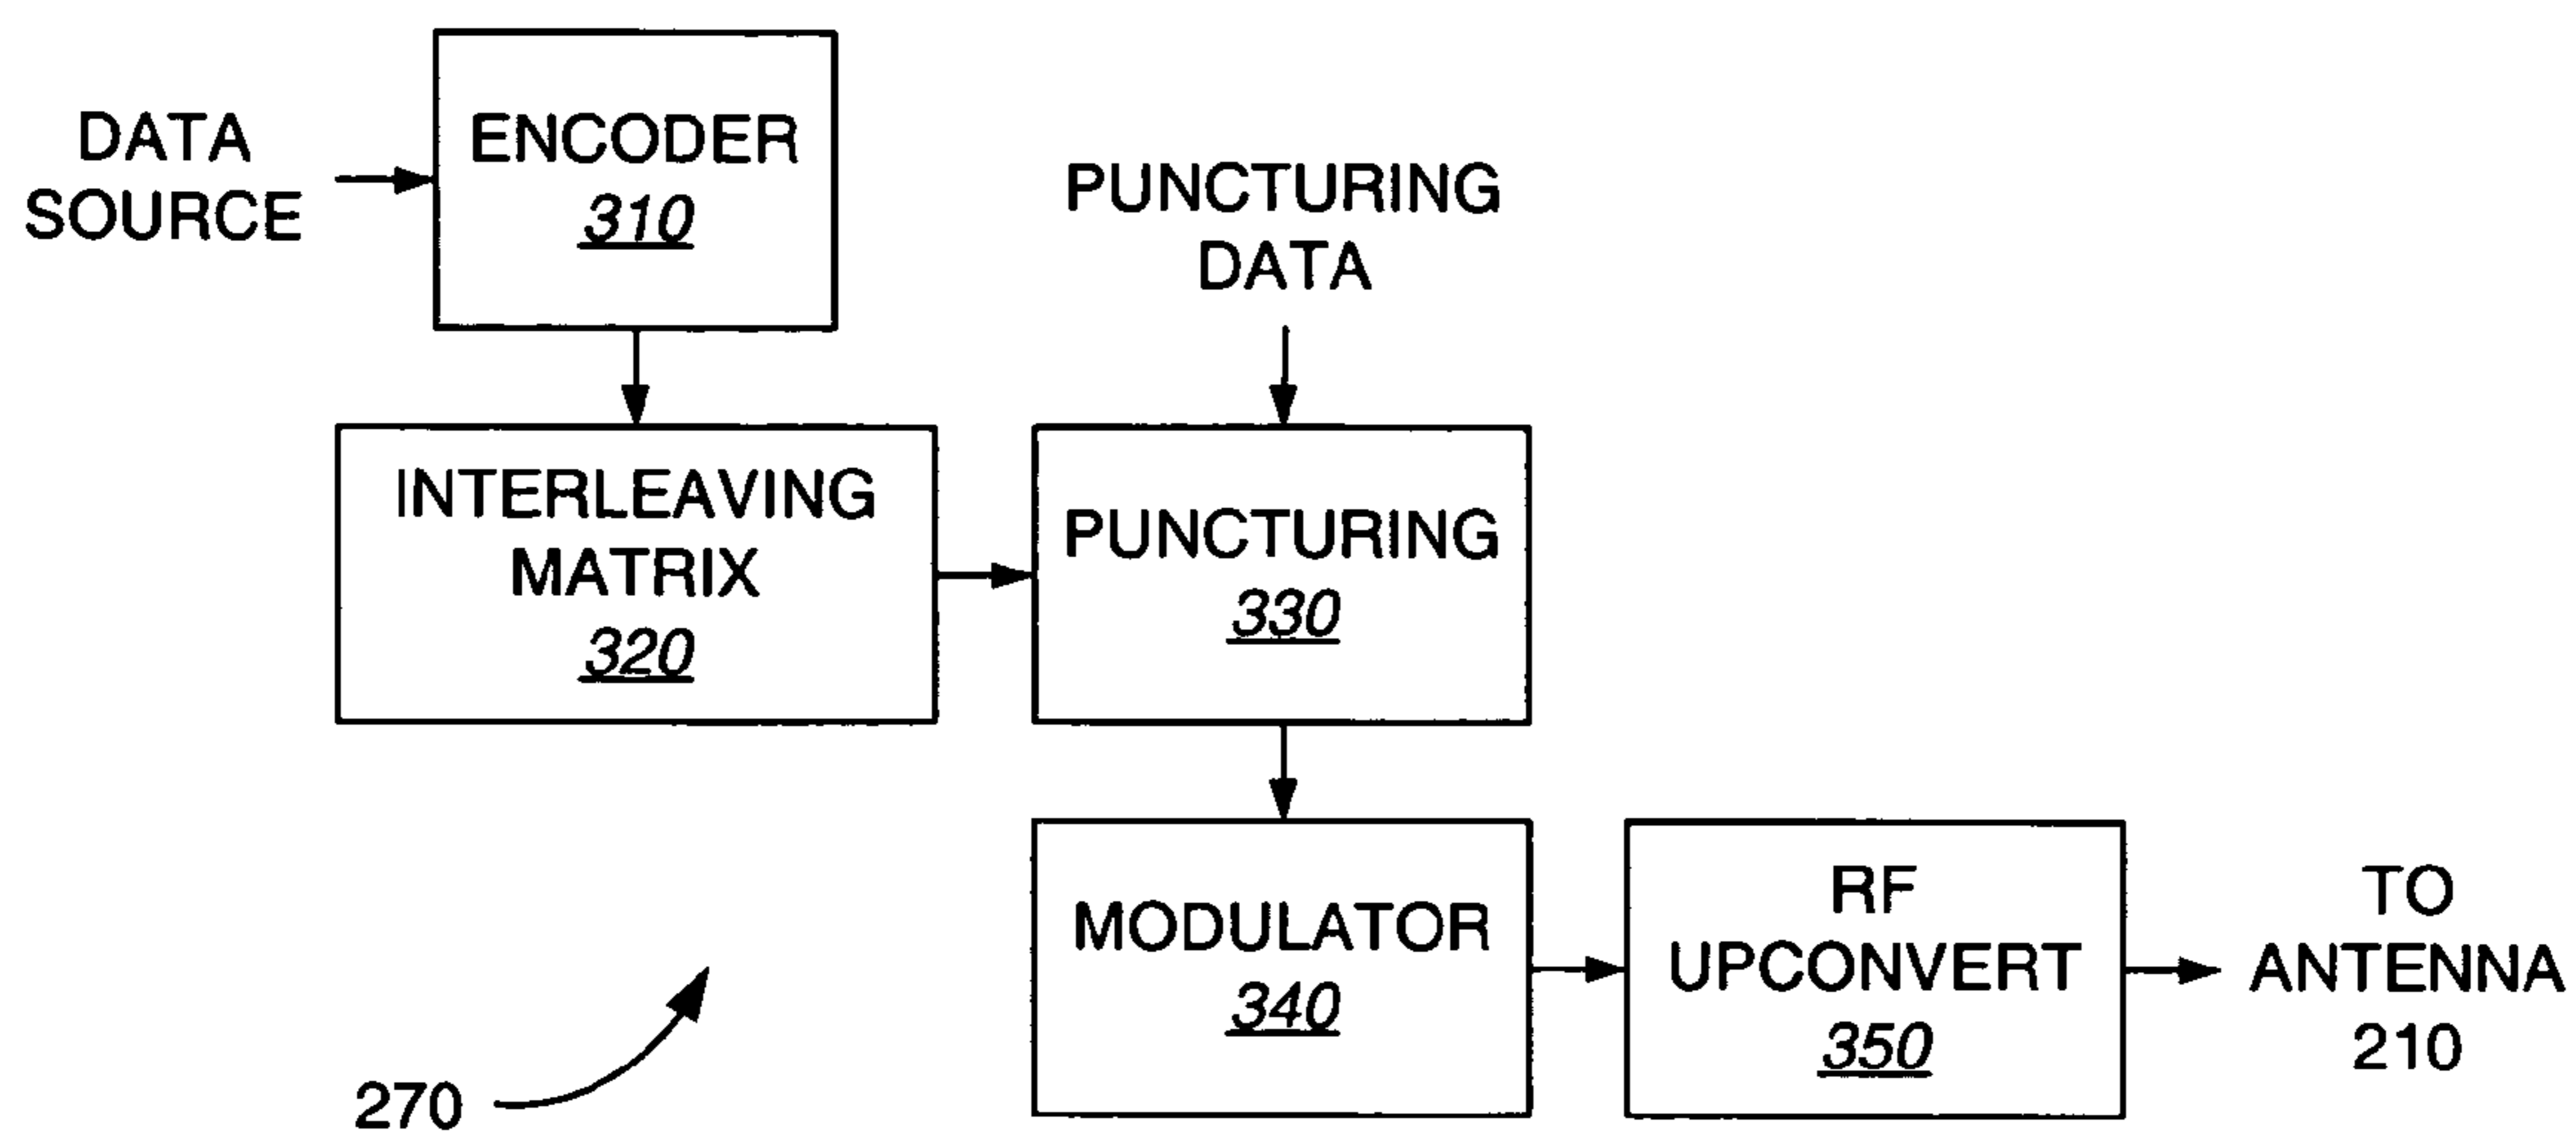 DATA
SOURCE
ENCODER
310
PUNCTURING
DATA
INTERLEAVING
MATRIX
320
PUNCTURING
330
MODULATOR
340
RF
UPCONVERT
350
TO
ANTENNA
210
270